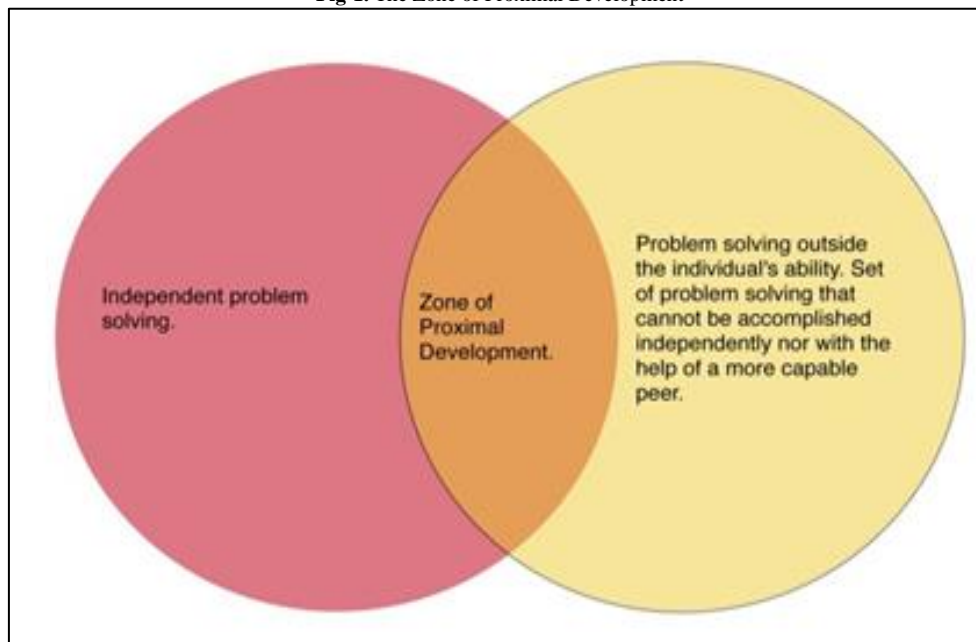 Independent problem
solving.
Zone of
Proximal
Development.
Problem solving outside
the individual's ability. Set
of problem solving that
cannot be accomplished
independently nor with the
help of a more capable
peer.